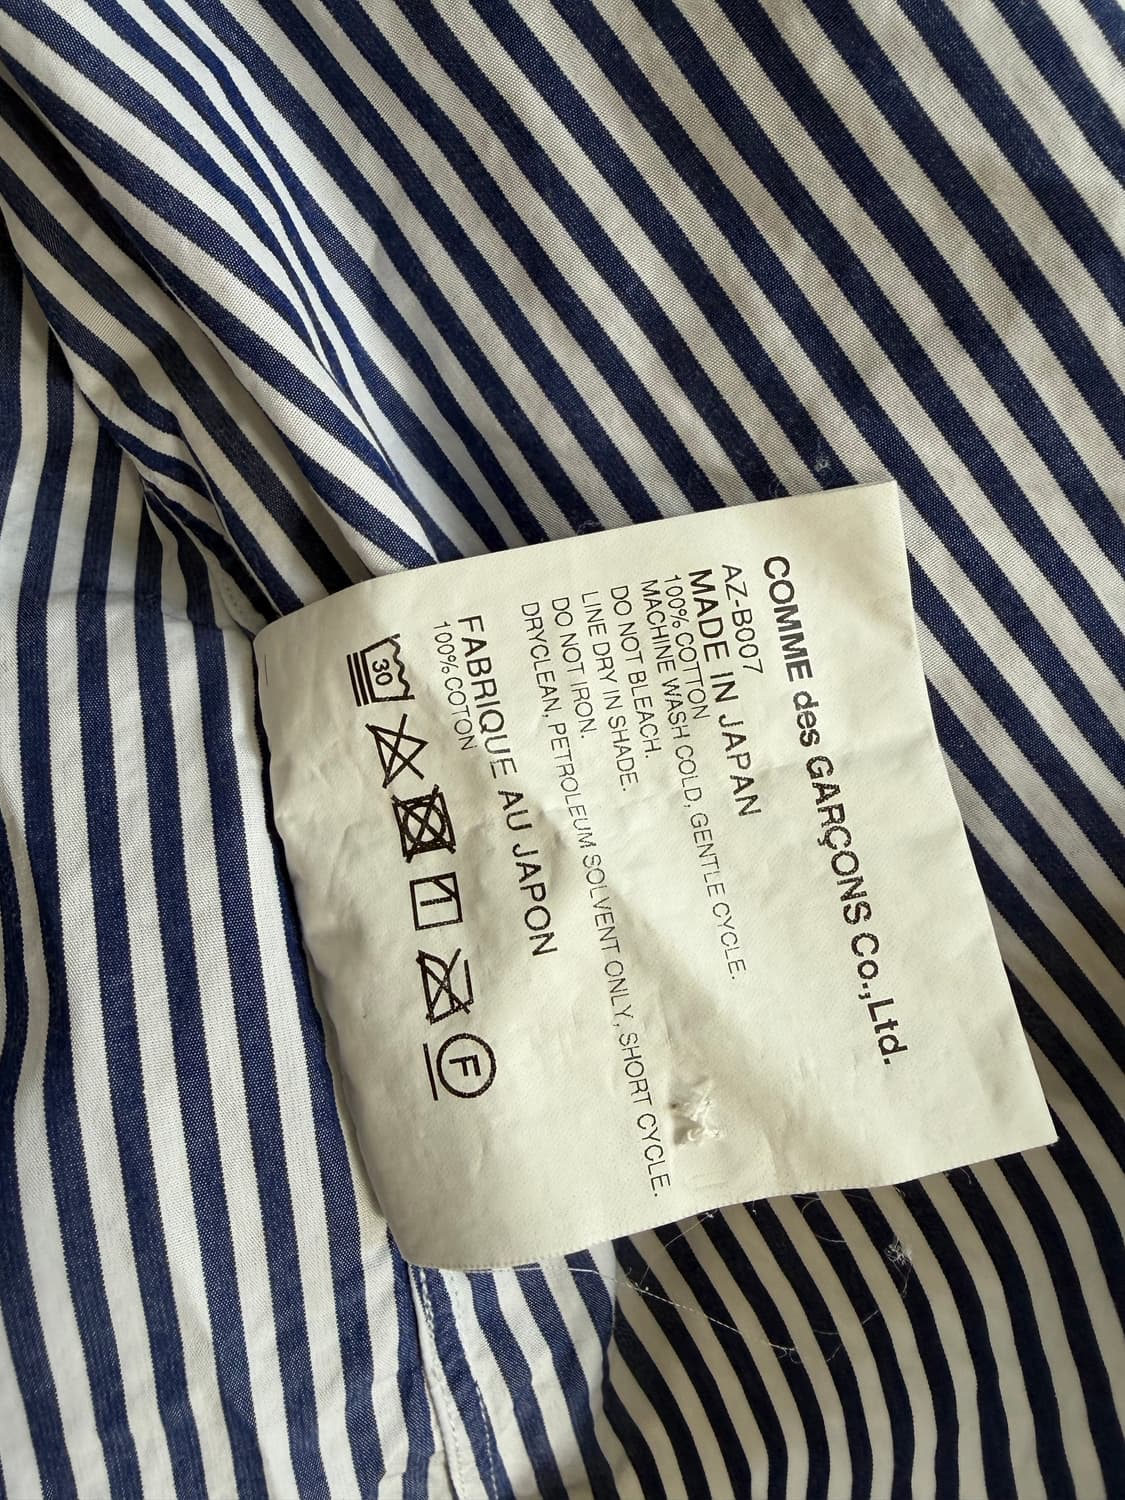 COMME des GARÇONS Co.,Ltd.
AZ-B007
MADE IN JAPAN
100% COTTON
MACHINE WASH COLD, GENTLE CYCLE.
DO NOT BLEACH.
LINE DRY IN SHADE.
DO NOT IRON.
DRYCLEAN, PETROLEUM SOLVENT ONLY, SHORT CYCLE.
FABRIQUE AU JAPON
100% COTON
30 F